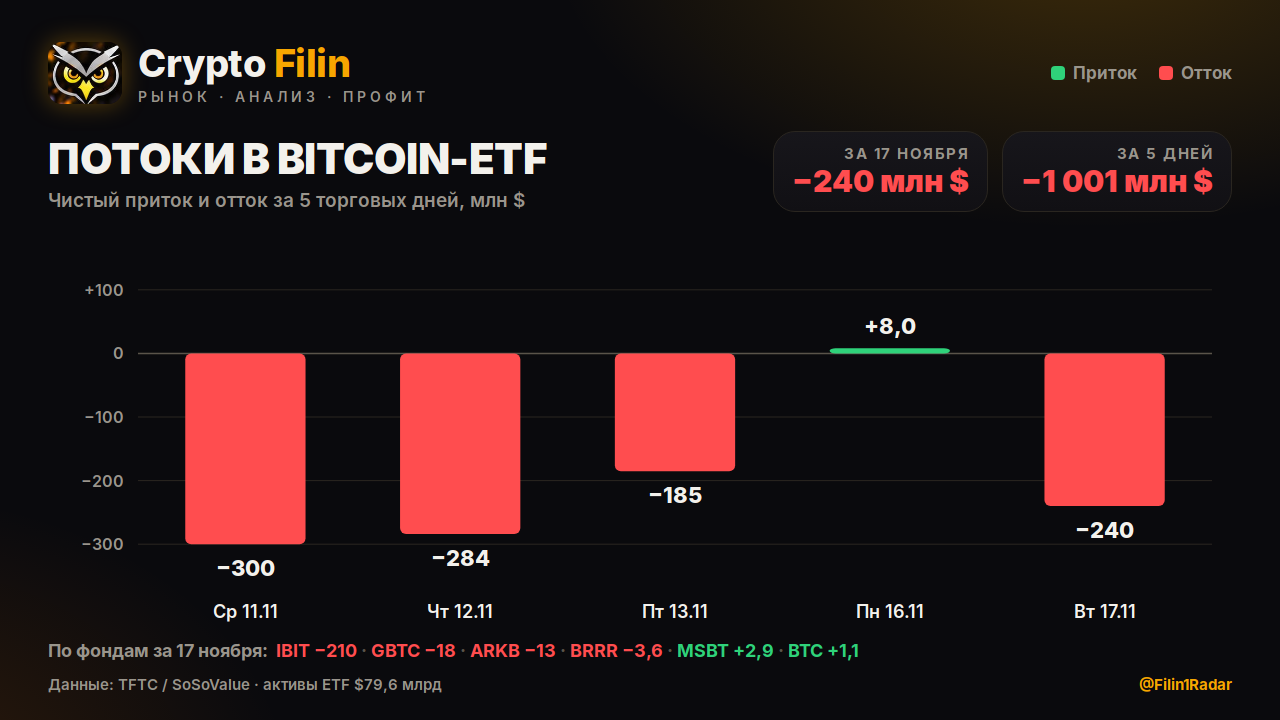 Crypto Filin
РЫНОК · АНАЛИЗ · ПРОФИТ
Приток
Отток
ПОТОКИ В BITCOIN-ETF
Чистый приток и отток за 5 торговых дней, млн $
ЗА 17 НОЯБРЯ
−240 млн $
ЗА 5 ДНЕЙ
−1 001 млн $
+100
0
−100
−200
−300
−300
−284
−185
+8,0
−240
Ср 11.11
Чт 12.11
Пт 13.11
Пн 16.11
Вт 17.11
По фондам за 17 ноября: IBIT −210 · GBTC −18 · ARKB −13 · BRRR −3,6 · MSBT +2,9 · BTC +1,1
Данные: TFTC / SoSoValue · активы ETF $79,6 млрд
@Filin1Radar